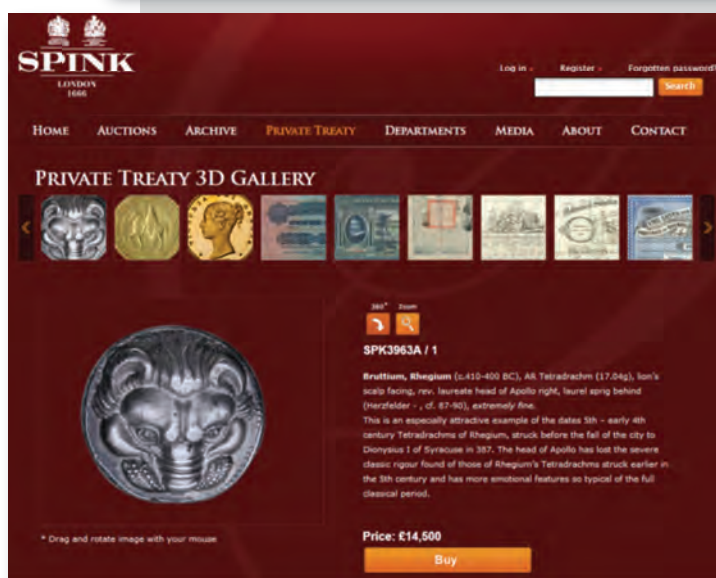 SPINK
LONDON
1666
Log in
Register
Forgotten password?
Search
HOME AUCTIONS ARCHIVE PRIVATE TREATY DEPARTMENTS MEDIA ABOUT CONTACT
PRIVATE TREATY 3D GALLERY
360° Zoom
SPK3963A / 1
Bruttium, Rhegium (c.410-400 BC), AR Tetradrachm (17.04g), lion's
scalp facing, rev. laureate head of Apollo right, laurel sprig behind
(Herzfelder - , cf. 87-90), extremely fine.
This is an especially attractive example of the dates 5th – early 4th
century Tetradrachms of Rhegium, struck before the fall of the city to
Dionysius I of Syracuse in 387. The head of Apollo has lost the severe
classic rigour found of those of Rhegium's Tetradrachms struck earlier in
the 5th century and has more emotional features so typical of the full
classical period.
* Drag and rotate image with your mouse
Price: £14,500
Buy